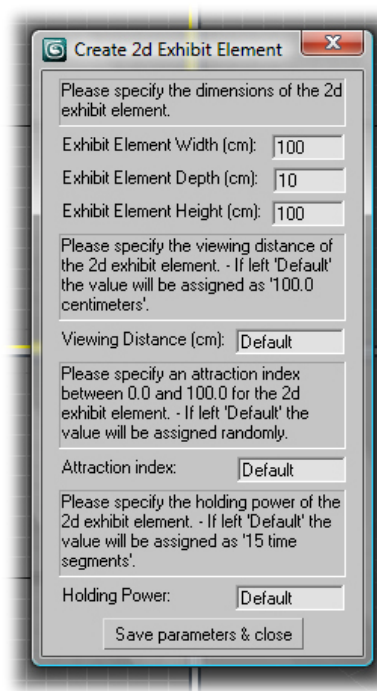 Create 2d Exhibit Element
Please specify the dimensions of the 2d
exhibit element.
Exhibit Element Width (cm): 100
Exhibit Element Depth (cm): 10
Exhibit Element Height (cm): 100
Please specify the viewing distance of
the 2d exhibit element. - If left 'Default'
the value will be assigned as '100.0
centimeters'.
Viewing Distance (cm): Default
Please specify an attraction index
between 0.0 and 100.0 for the 2d
exhibit element. - If left 'Default' the
value will be assigned randomly.
Attraction index: Default
Please specify the holding power of the
2d exhibit element. - If left 'Default' the
value will be assigned as '15 time
segments'.
Holding Power: Default
Save parameters & close